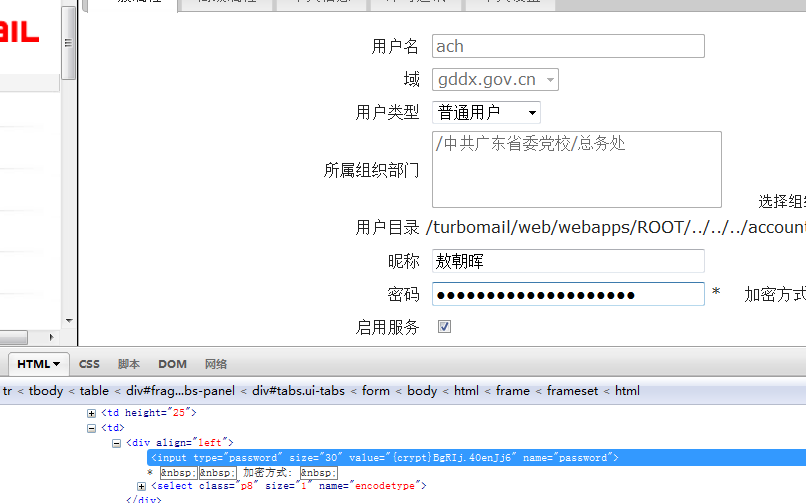 用户名 ach
域 gddx.gov.cn
用户类型 普通用户
/中共广东省委党校/总务处
所属组织部门
选择组
用户目录 /turbomail/web/webapps/ROOT/../../../accoun
昵称 敖朝晖
密码 ●●●●●●●●●●●●●●●●●●●● * 加密方式
启用服务
HTML CSS 脚本 DOM 网络
tr < tbody < table < div#frag...bs-panel < div#tabs.ui-tabs < form < body < html < frame < frameset < html
<td height="25">
<td>
<div align="left">
<input type="password" size="30" value="{crypt}BgRIj.4OenJj6" name="password">
* &nbsp; &nbsp; 加密方式: &nbsp;
<select class="p8" size="1" name="encodetype">
</div>